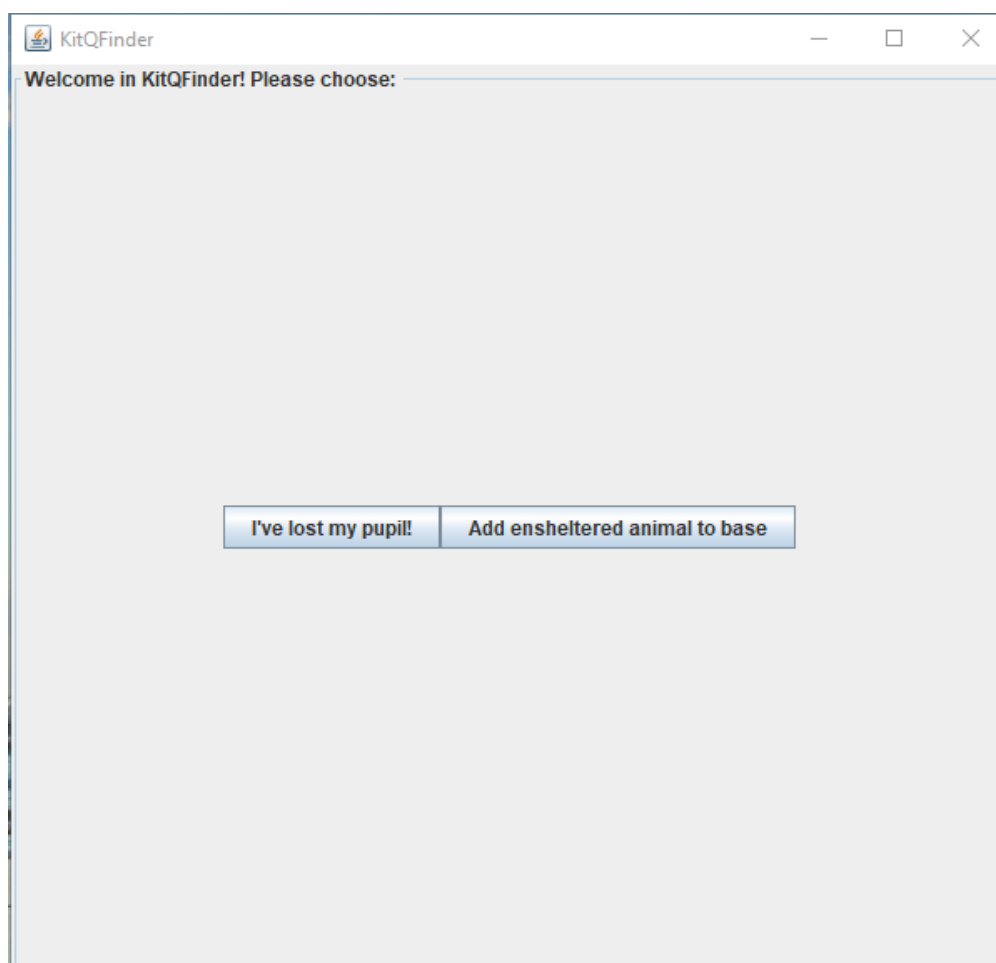 KitQFinder
Welcome in KitQFinder! Please choose:
I've lost my pupil! Add ensheltered animal to base